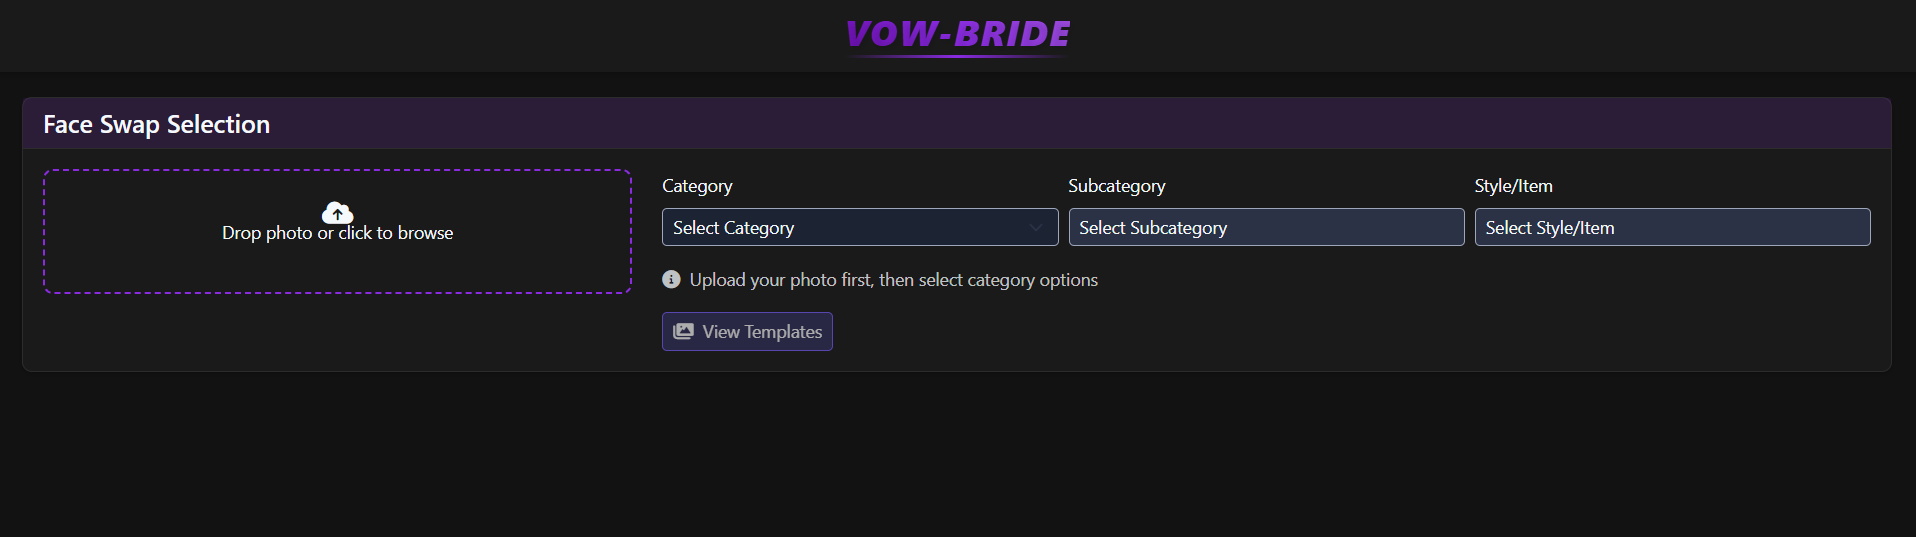 VOW-BRIDE
Face Swap Selection
Drop photo or click to browse
Category
Subcategory
Style/Item
Select Category
Select Subcategory
Select Style/Item
Upload your photo first, then select category options
View Templates